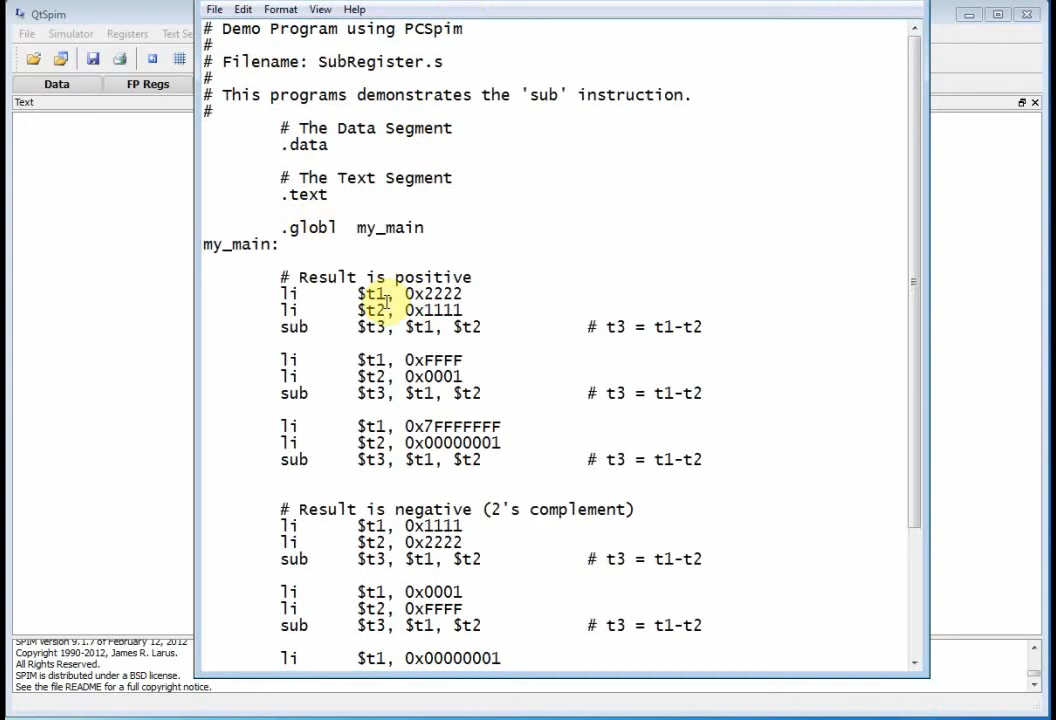 QtSpim
File Simulator Registers Text Se
Data FP Regs
Text
File Edit Format View Help
# Demo Program using PCSpim
#
# Filename: SubRegister.s
#
# This programs demonstrates the 'sub' instruction.
#
# The Data Segment
.data
# The Text Segment
.text
.globl my_main
my_main:
# Result is positive
li $t1, 0x2222
li $t2, 0x1111
sub $t3, $t1, $t2 # t3 = t1-t2
li $t1, 0xFFFF
li $t2, 0x0001
sub $t3, $t1, $t2 # t3 = t1-t2
li $t1, 0x7FFFFFFF
li $t2, 0x00000001
sub $t3, $t1, $t2 # t3 = t1-t2
# Result is negative (2's complement)
li $t1, 0x1111
li $t2, 0x2222
sub $t3, $t1, $t2 # t3 = t1-t2
li $t1, 0x0001
li $t2, 0xFFFF
sub $t3, $t1, $t2 # t3 = t1-t2
li $t1, 0x00000001
SPIM Version 9.1.7 of February 12, 2012
Copyright 1990-2012, James R. Larus.
All Rights Reserved.
SPIM is distributed under a BSD license.
See the file README for a full copyright notice.